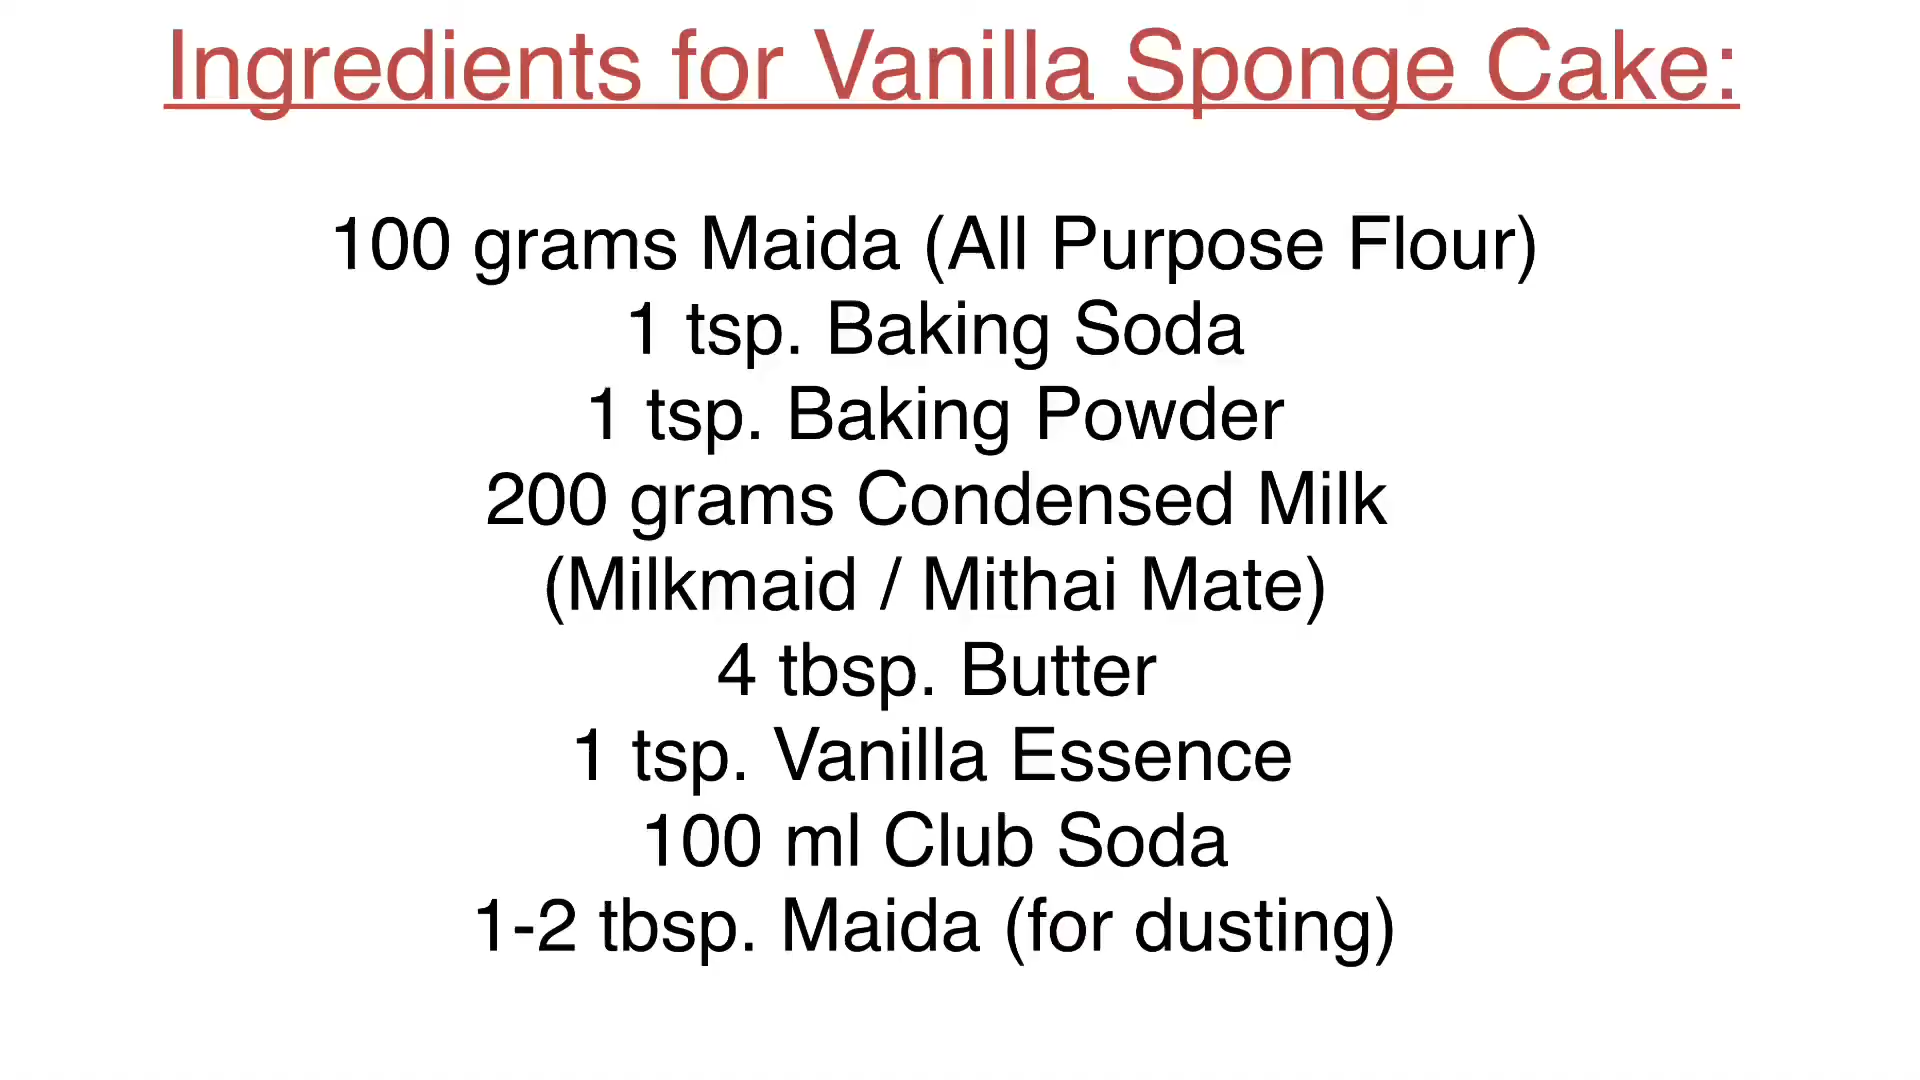 Ingredients for Vanilla Sponge Cake:
100 grams Maida (All Purpose Flour)
1 tsp. Baking Soda
1 tsp. Baking Powder
200 grams Condensed Milk
(Milkmaid / Mithai Mate)
4 tbsp. Butter
1 tsp. Vanilla Essence
100 ml Club Soda
1-2 tbsp. Maida (for dusting)